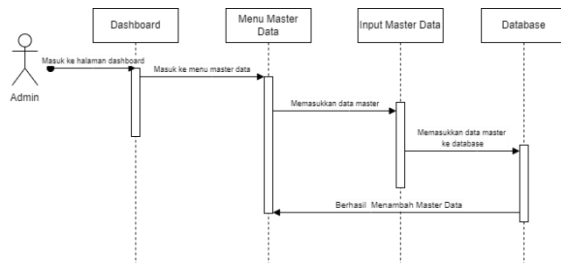 Dashboard
Menu Master
Data
Input Master Data
Database
Masuk ke halaman dashboard
Admin
Masuk ke menu master data
Memasukkan data master
Memasukkan data master
ke database
Berhasil Menambah Master Data